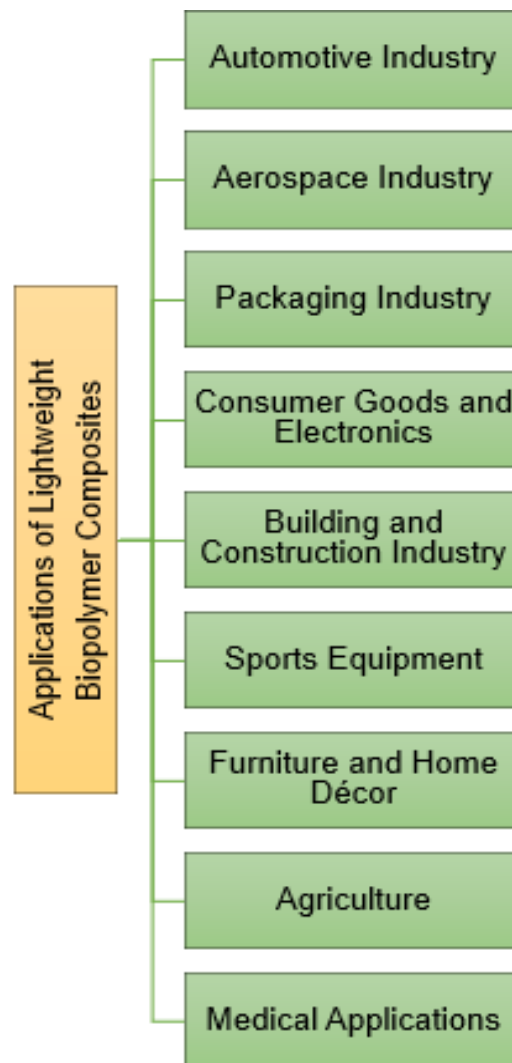 Applications of Lightweight
Biopolymer Composites
Automotive Industry
Aerospace Industry
Packaging Industry
Consumer Goods and
Electronics
Building and
Construction Industry
Sports Equipment
Furniture and Home
Décor
Agriculture
Medical Applications